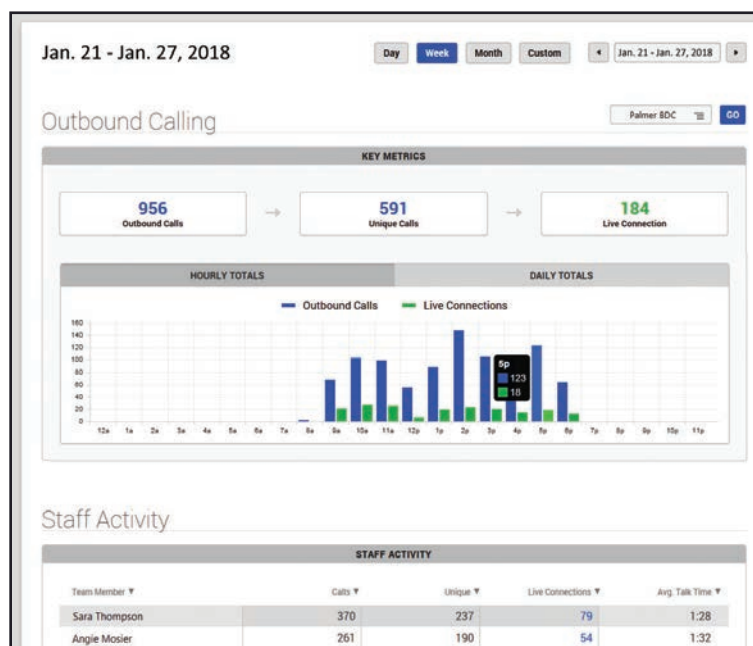 Jan. 21 - Jan. 27, 2018
Day
Week
Month
Custom
Jan. 21 - Jan. 27, 2018
Outbound Calling
Palmer BDC
GO
KEY METRICS
956
591
184
Outbound Calls
Unique Calls
Live Connection
HOURLY TOTALS
DAILY TOTALS
Outbound Calls
Live Connections
160
140
120
100
80
60
40
20
0
5p
123
18
12a 1a 2a 3a 4a 5a 6a 7a 8a 9a 10a 11a 12p 1p 2p 3p 4p 5p 6p 7p 8p 9p 10p 11p
Staff Activity
STAFF ACTIVITY
Team Member ▼ Calls ▼ Unique ▼ Live Connections ▼ Avg. Talk Time ▼
Sara Thompson 370 237 79 1:28
Angie Mosier 261 190 54 1:32